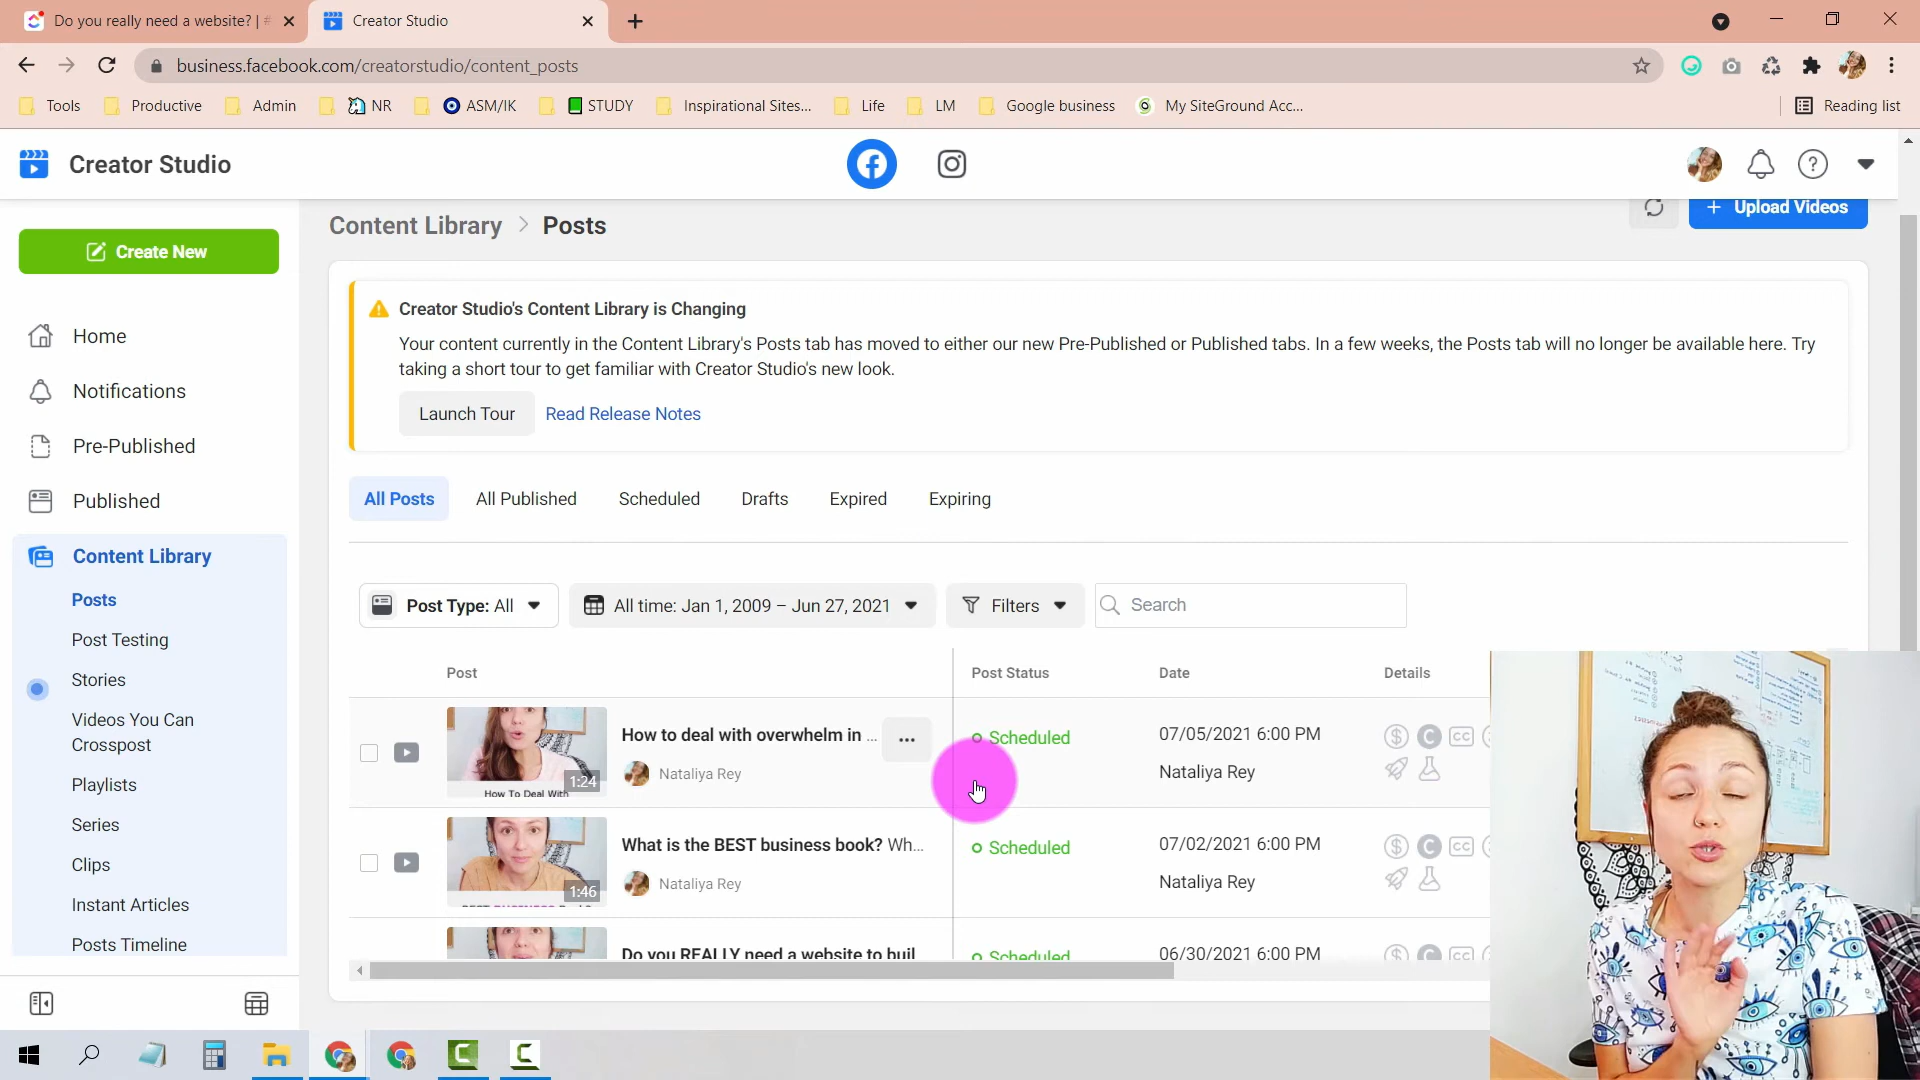 Do you really need a website? | #
Creator Studio
business.facebook.com/creatorstudio/content_posts
Tools
Productive
Admin
NR
ASM/IK
STUDY
Inspirational Sites...
Life
LM
Google business
My SiteGround Acc...
Reading list
Creator Studio
Create New
Home
Notifications
Pre-Published
Published
Content Library
Posts
Post Testing
Stories
Videos You Can
Crosspost
Playlists
Series
Clips
Instant Articles
Posts Timeline
Content Library > Posts
+ Upload Videos
Creator Studio's Content Library is Changing
Your content currently in the Content Library's Posts tab has moved to either our new Pre-Published or Published tabs. In a few weeks, the Posts tab will no longer be available here. Try
taking a short tour to get familiar with Creator Studio's new look.
Launch Tour
Read Release Notes
All Posts
All Published
Scheduled
Drafts
Expired
Expiring
Post Type: All
All time: Jan 1, 2009 – Jun 27, 2021
Filters
Search
Post
Post Status
Date
Details
1:24
How To Deal With
How to deal with overwhelm in ...
Nataliya Rey
Scheduled
07/05/2021 6:00 PM
Nataliya Rey
CC
1:46
What is the BEST business book? Wh...
Nataliya Rey
Scheduled
07/02/2021 6:00 PM
Nataliya Rey
CC
Do you REALLY need a website to buil
Scheduled
06/30/2021 6:00 PM
CC